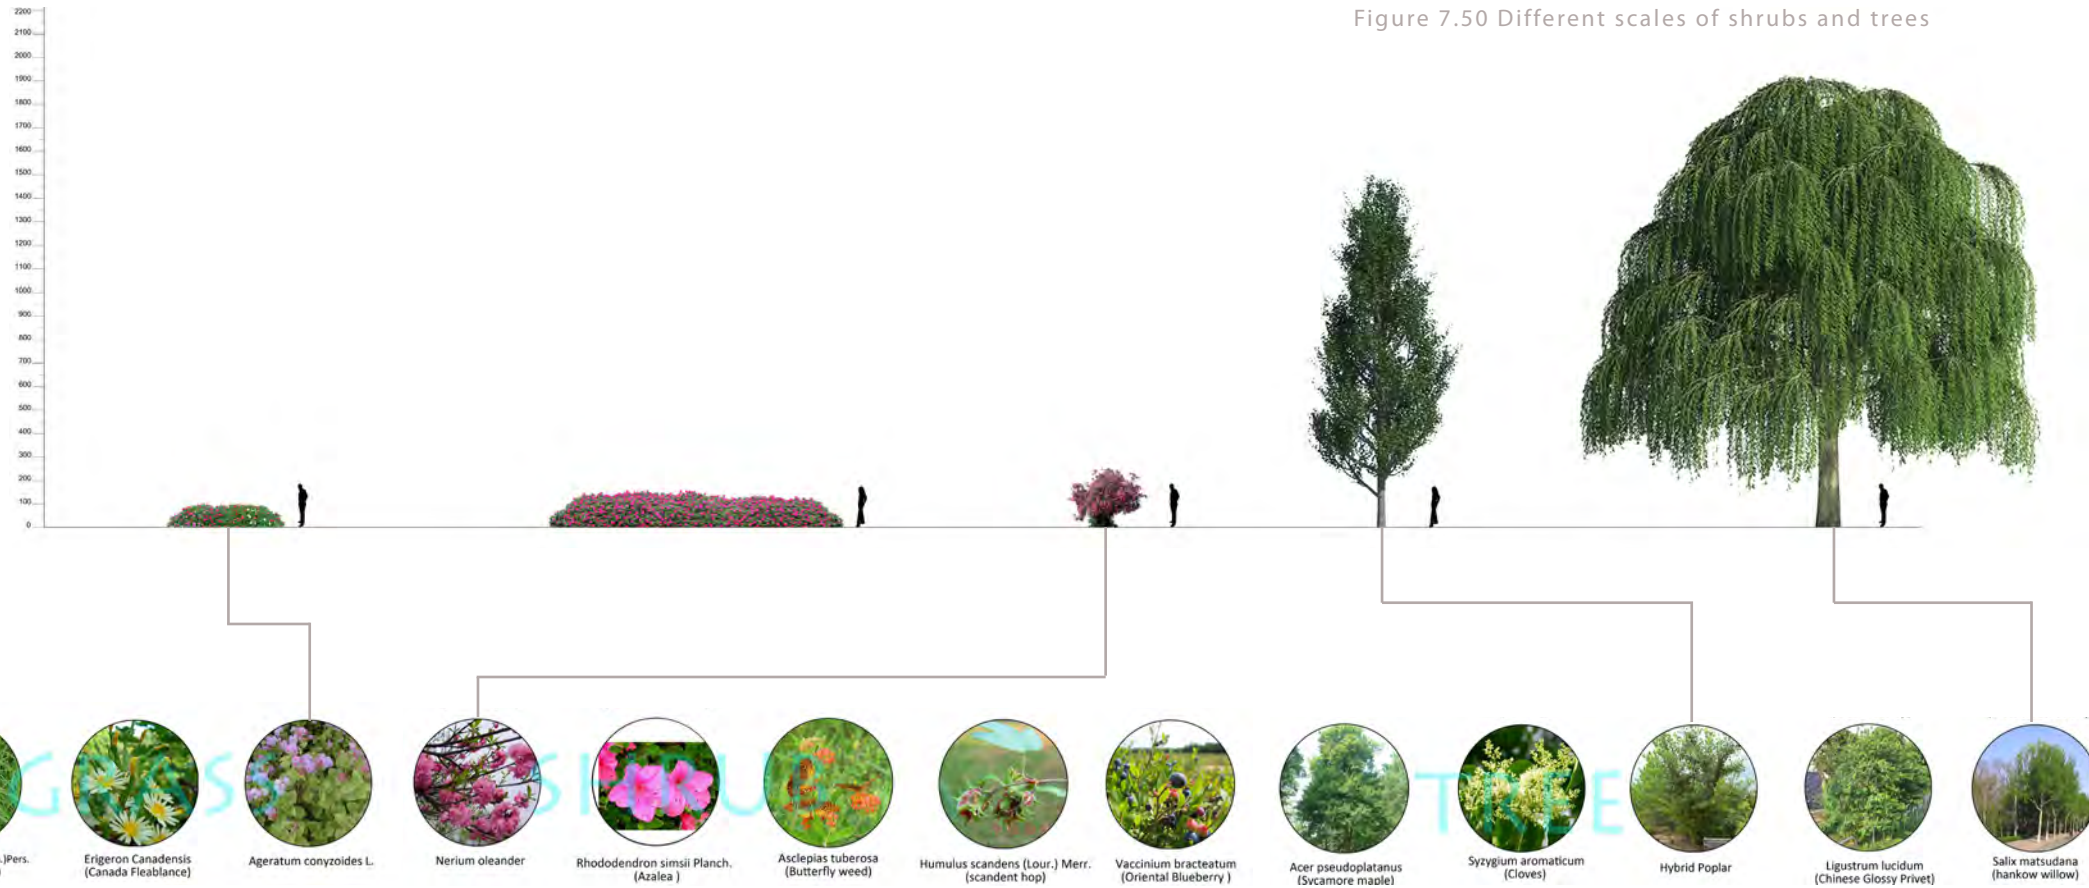 Figure 7.50 Different scales of shrubs and trees
2200
2100
2000
1900
1800
1700
1600
1500
1400
1300
1200
1100
1000
900
800
700
600
500
400
300
200
100
0
GRASS
SHRUB
TREE
.)Pers.
)
Erigeron Canadensis
(Canada Fleablance)
Ageratum conyzoides L.
Nerium oleander
Rhododendron simsii Planch.
(Azalea )
Asclepias tuberosa
(Butterfly weed)
Humulus scandens (Lour.) Merr.
(scandent hop)
Vaccinium bracteatum
(Oriental Blueberry )
Acer pseudoplatanus
(Sycamore maple)
Syzygium aromaticum
(Cloves)
Hybrid Poplar
Ligustrum lucidum
(Chinese Glossy Privet)
Salix matsudana
(hankow willow)